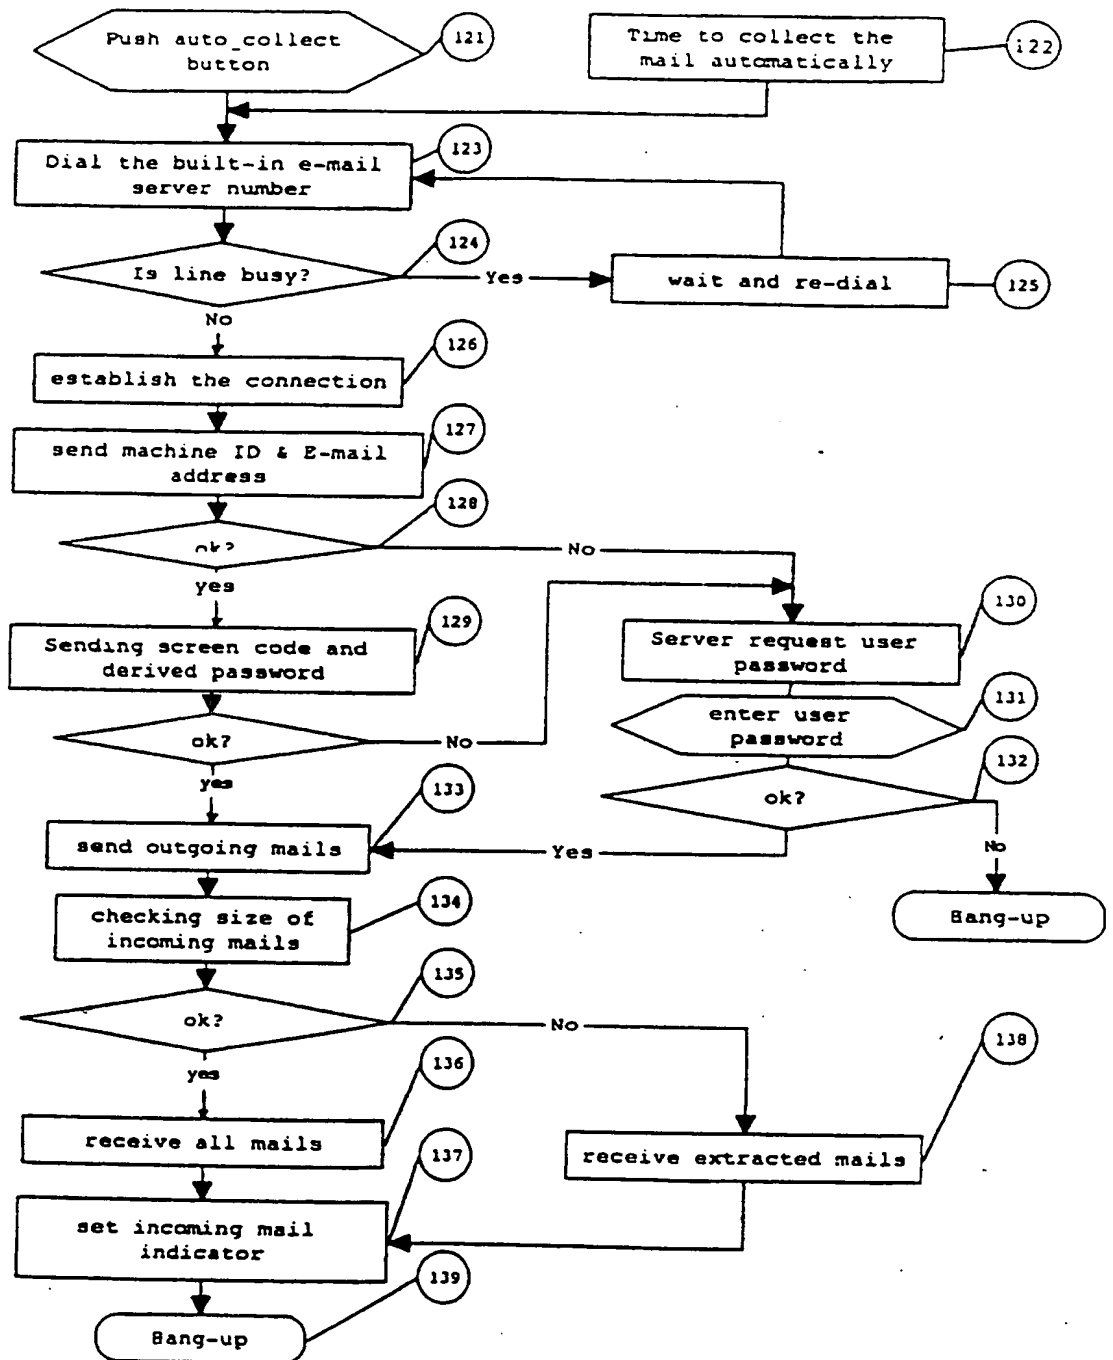 Push auto_collect
button
121
Time to collect the
mail automatically
122
Dial the built-in e-mail
server number
123
Is line busy?
124
Yes
wait and re-dial
125
No
establish the connection
126
send machine ID & E-mail
address
127
ok?
128
No
yes
Sending screen code and
derived password
129
Server request user
password
130
enter user
password
131
ok?
No
yes
ok?
132
send outgoing mails
133
Yes
No
checking size of
incoming mails
134
Hang-up
ok?
135
No
yes
receive all mails
136
receive extracted mails
138
set incoming mail
indicator
137
Hang-up
139